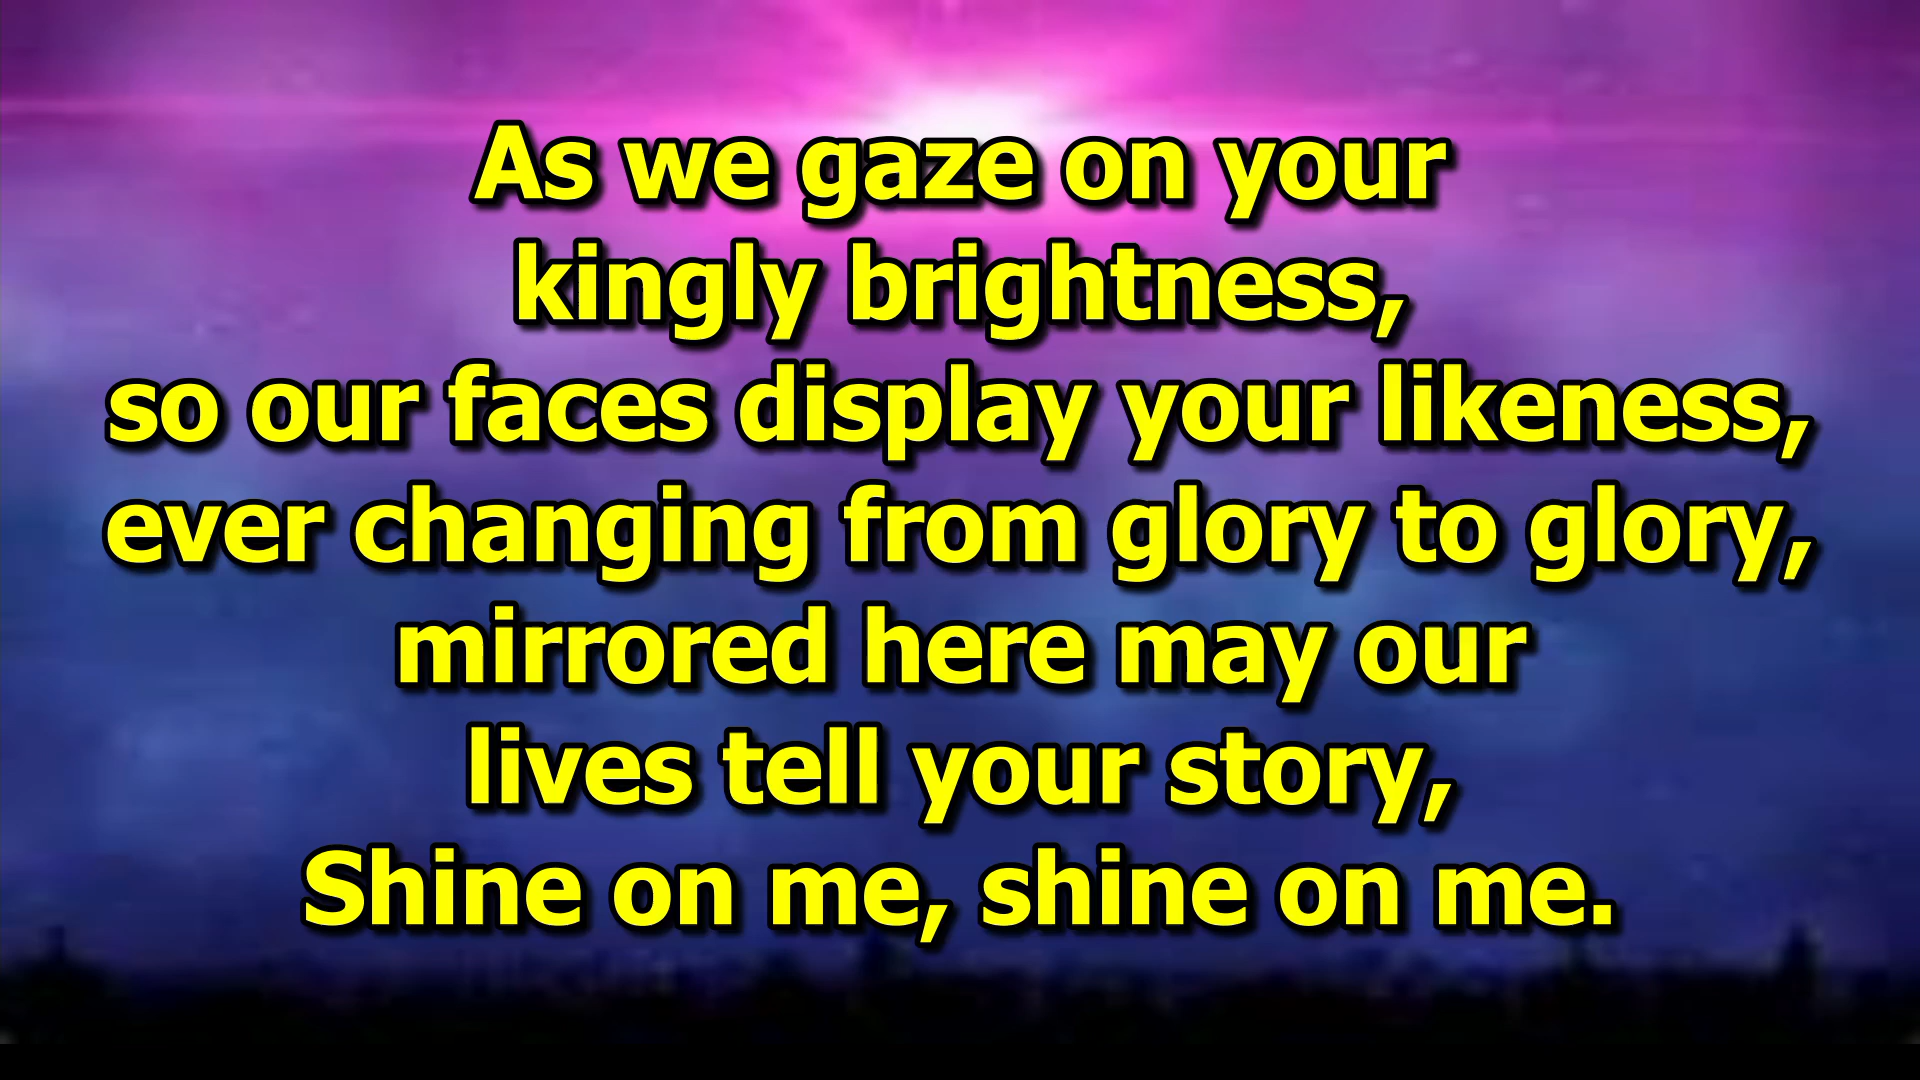 As we gaze on your
kingly brightness,
so our faces display your likeness,
ever changing from glory to glory,
mirrored here may our
lives tell your story,
Shine on me, shine on me.